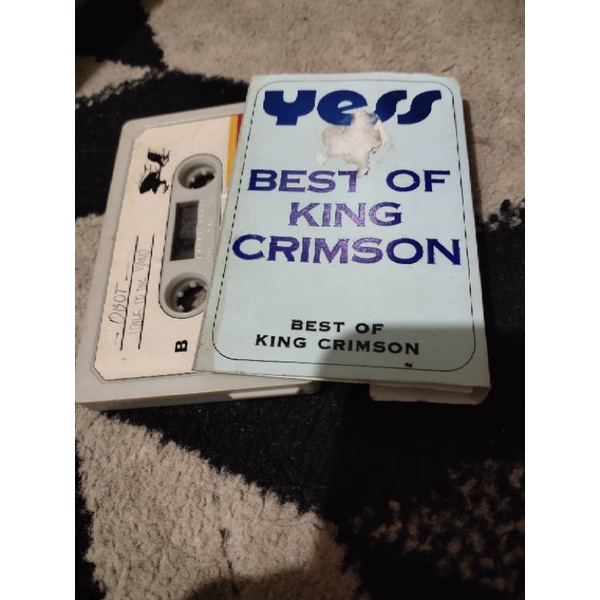 yess
BEST OF
KING
CRIMSON
BEST OF
KING CRIMSON
B